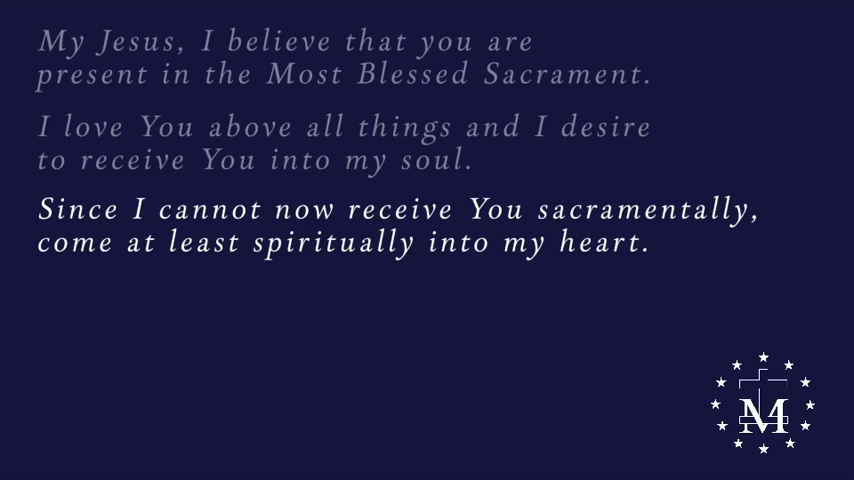 My Jesus, I believe that you are
present in the Most Blessed Sacrament.
I love You above all things and I desire
to receive You into my soul.
Since I cannot now receive You sacramentally,
come at least spiritually into my heart.
M